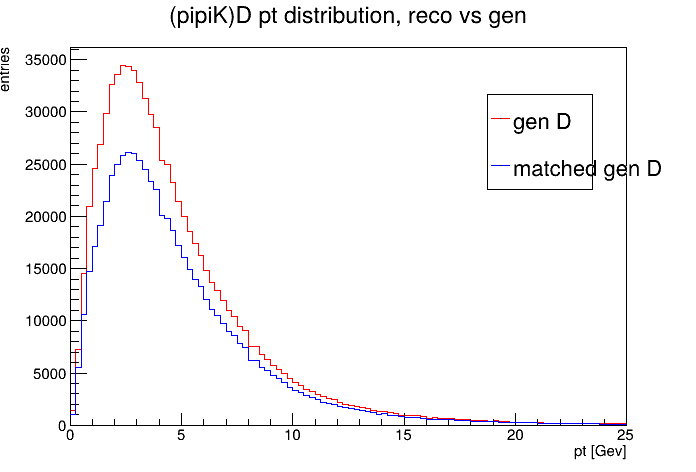 (pipiK)D pt distribution, reco vs gen
entries
35000
30000
25000
20000
15000
10000
5000
0
gen D
matched gen D
0 5 10 15 20 25
pt [Gev]